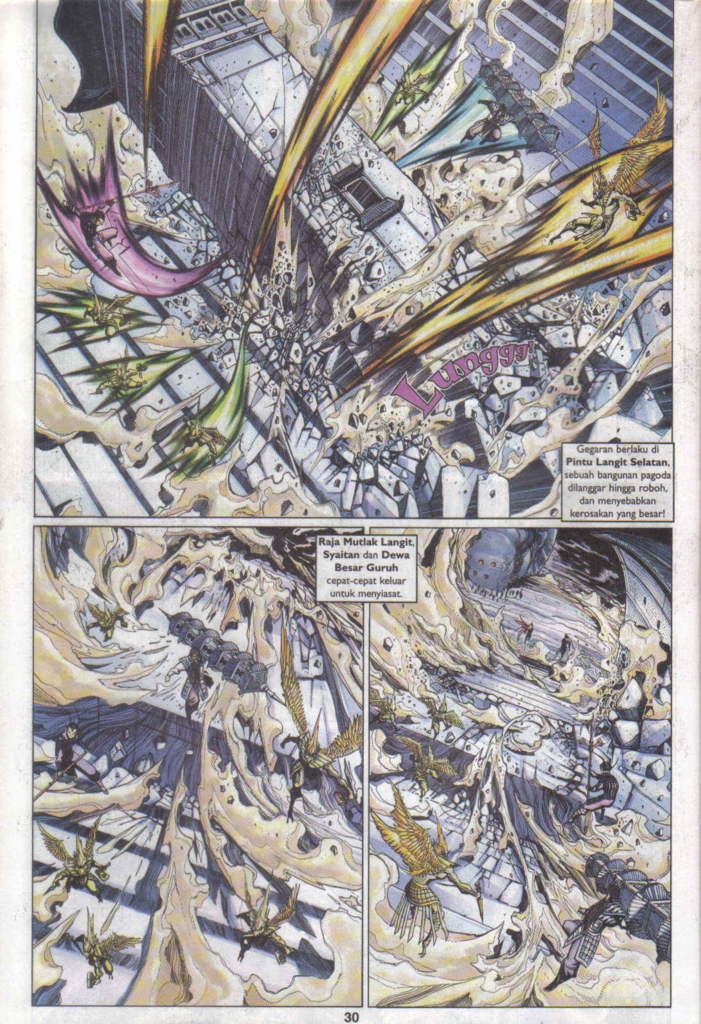 Lunggg
Gegaran berlaku di
Pintu Langit Selatan,
sebuah bangunan pagoda
dilanggar hingga roboh,
dan menyebabkan
kerosakan yang besar!
Raja Mutlak Langit,
Syaitan dan Dewa
Besar Guruh
cepat-cepat keluar
untuk menyiasat.
30